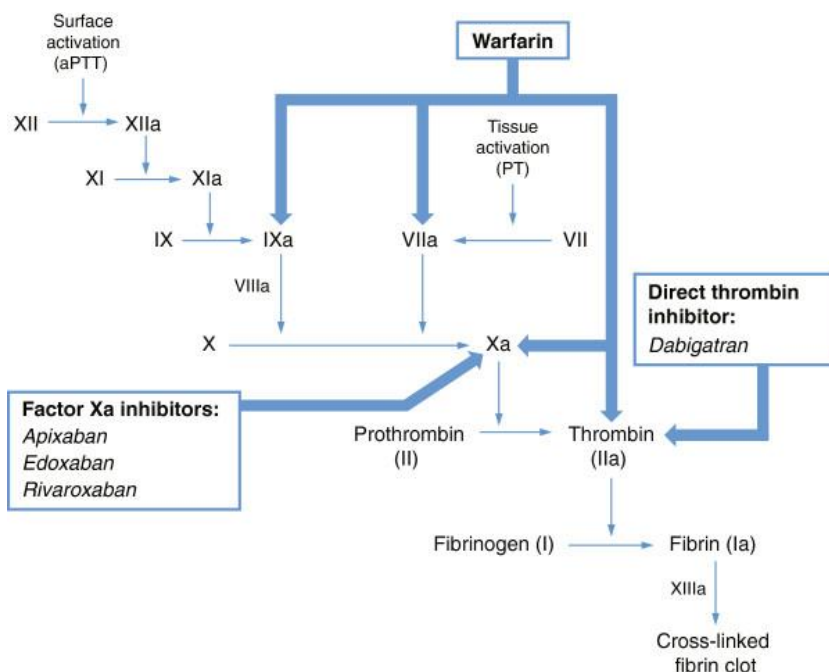 Surface
activation
(aPTT)
Warfarin
XII
XIIa
Tissue
activation
(PT)
XI
XIa
IX
IXa
VIIa
VII
VIIIa
Direct thrombin
inhibitor:
Dabigatran
X
Xa
Factor Xa inhibitors:
Apixaban
Edoxaban
Rivaroxaban
Prothrombin
(II)
Thrombin
(IIa)
Fibrinogen (I)
Fibrin (Ia)
XIIIa
Cross-linked
fibrin clot